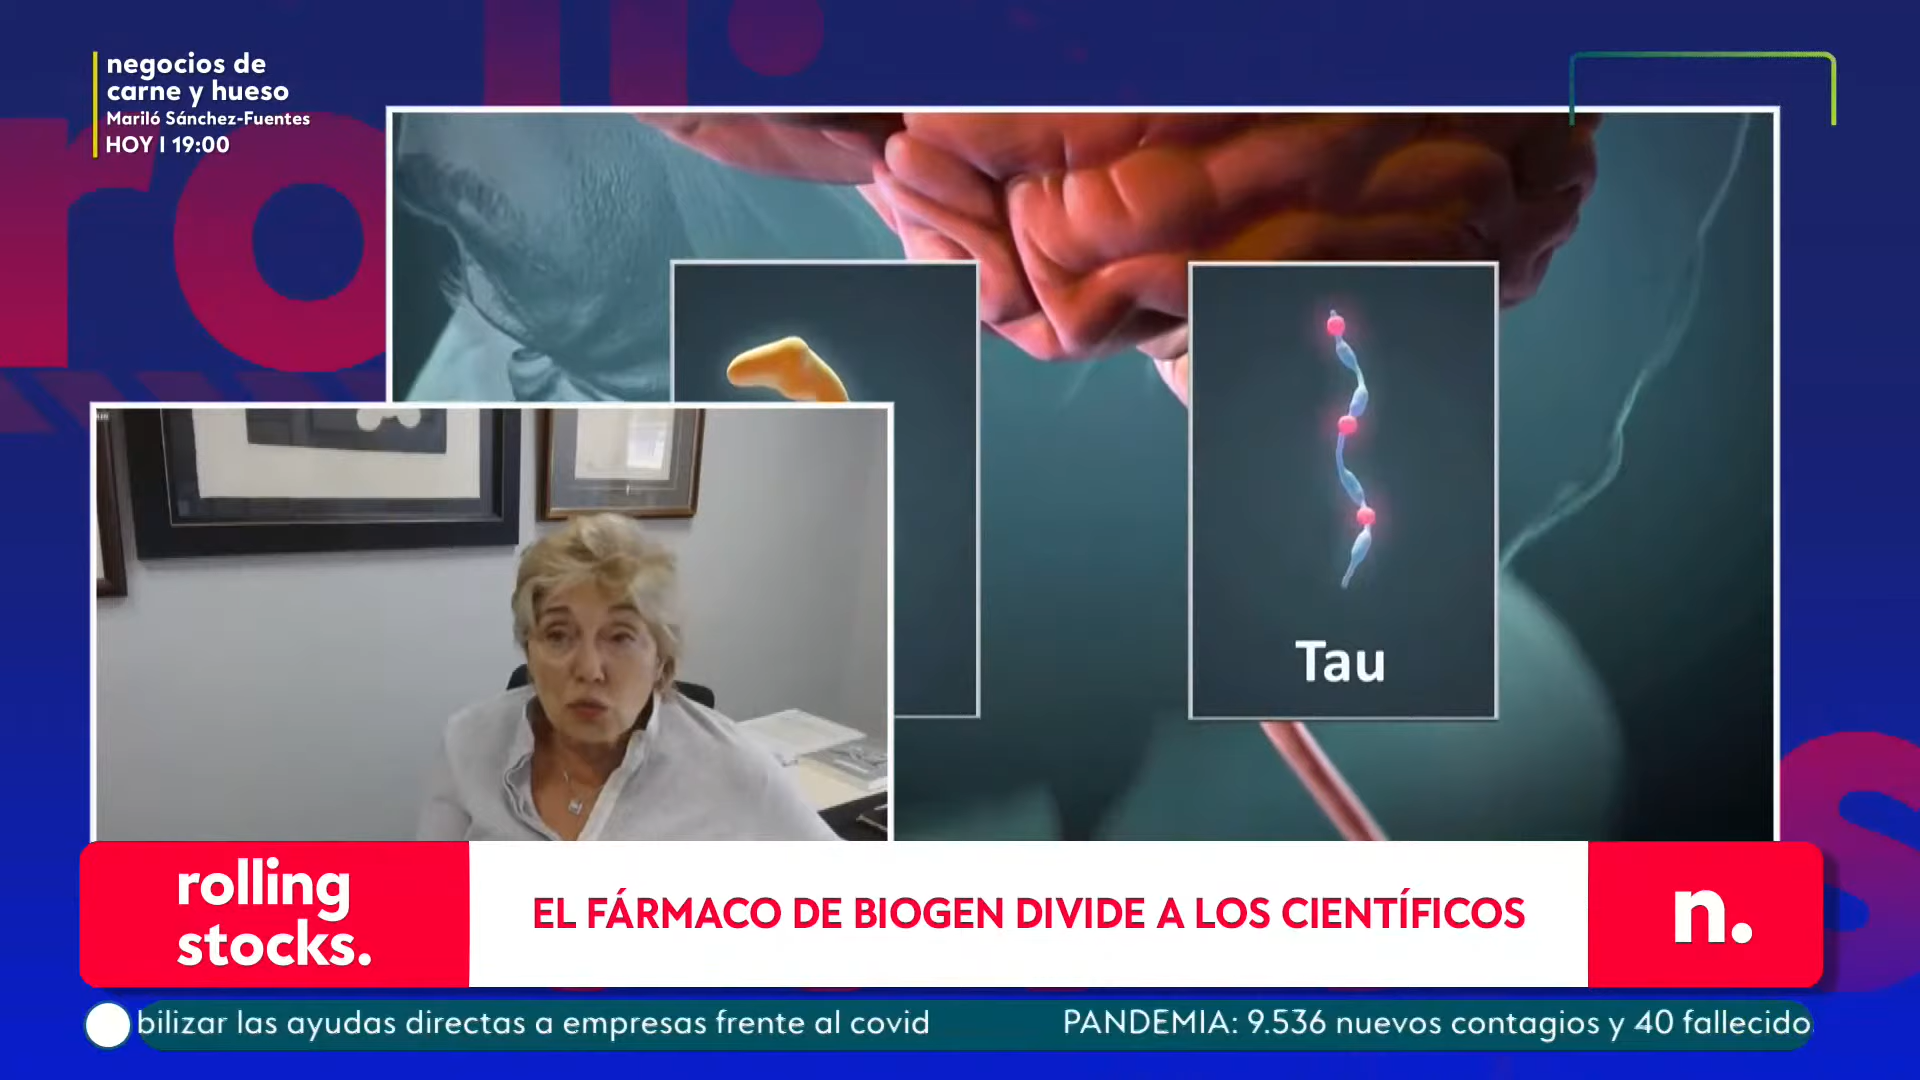 negocios de
carne y hueso
Mariló Sánchez-Fuentes
HOY | 19:00
Tau
rolling
stocks.
EL FÁRMACO DE BIOGEN DIVIDE A LOS CIENTÍFICOS
n.
bilizar las ayudas directas a empresas frente al covid
PANDEMIA: 9.536 nuevos contagios y 40 fallecido